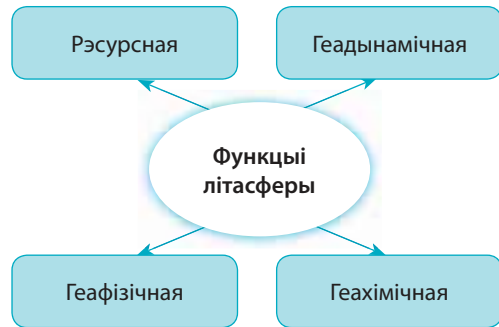 Рэсурсная
Геадынамічная
Функцыі
літасферы
Геафізічная
Геахімічная